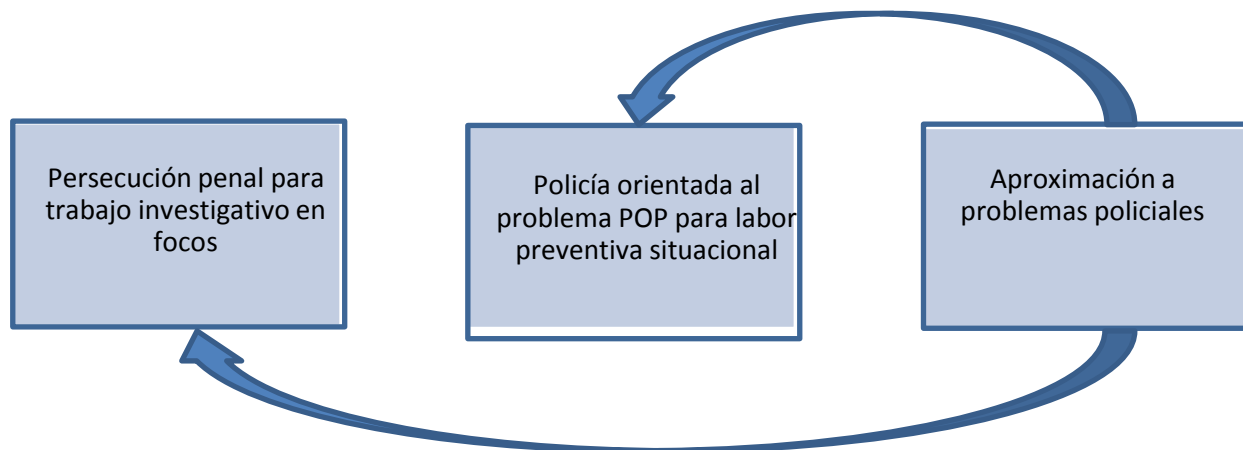 Persecución penal para
trabajo investigativo en
focos
Policía orientada al
problema POP para labor
preventiva situacional
Aproximación a
problemas policiales